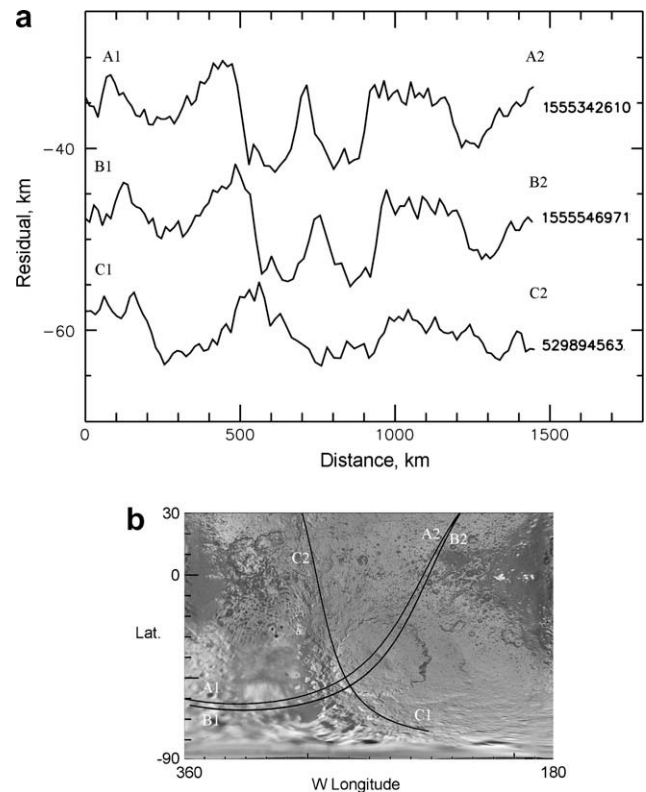 a
A1
A2
1555342610
-40
B1
B2
1555546971
Residual, km
C1
C2
-60
529894563.
0 500 1000 1500
Distance, km
b
30
A2
B2
C2
0
Lat.
A1
B1
C1
-90
360 180
W Longitude